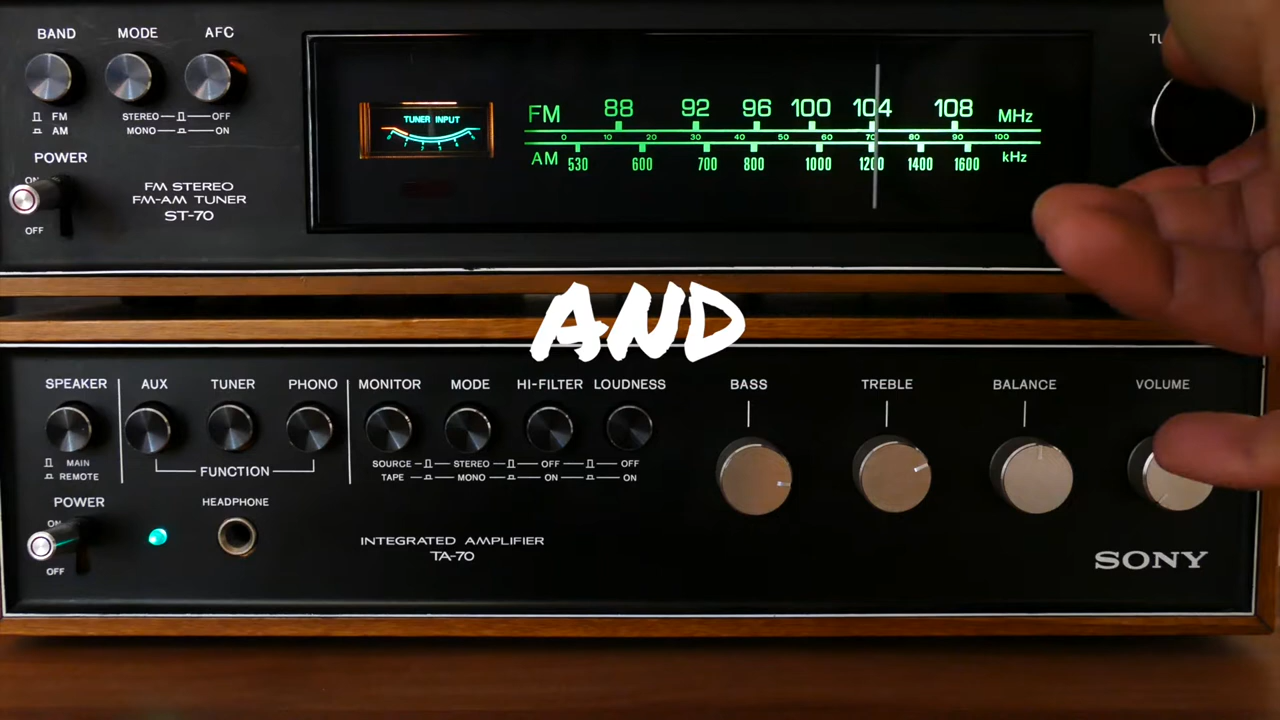 BAND MODE AFC
FM STEREO OFF
AM MONO ON
POWER
ON
OFF
FM STEREO
FM-AM TUNER
ST-70
TUNER INPUT
FM 88 92 96 100 104 108 MHz
0 10 20 30 40 50 60 70 80 90 100
AM 530 600 700 800 1000 1200 1400 1600 kHz
AND
SPEAKER AUX TUNER PHONO MONITOR MODE HI-FILTER LOUDNESS BASS TREBLE BALANCE VOLUME
MAIN SOURCE STEREO OFF OFF
REMOTE FUNCTION TAPE MONO ON ON
POWER HEADPHONE
ON
OFF
INTEGRATED AMPLIFIER
TA-70
SONY